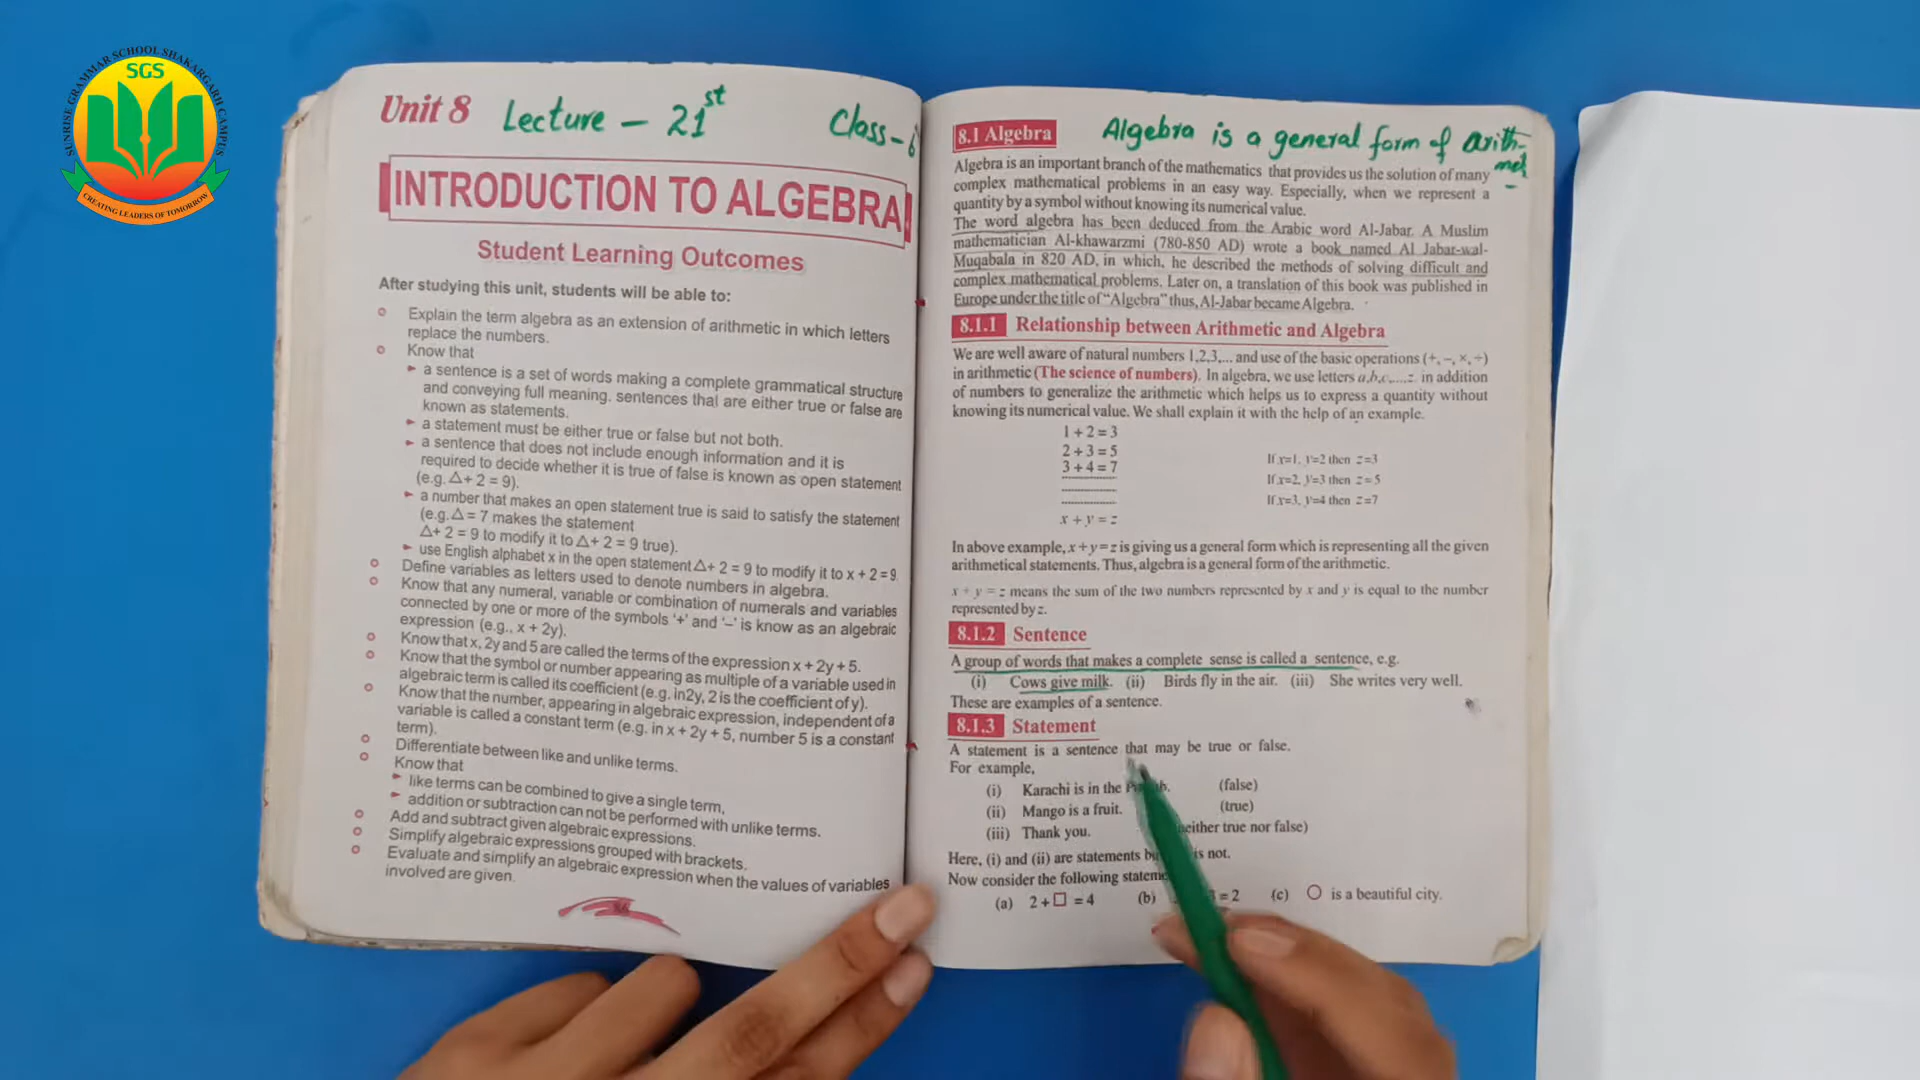 SUNRISE GRAMMAR SCHOOL SHAKARGARH CAMPUS
SGS
CREATING LEADERS OF TOMORROW
Unit 8 Lecture - 21st Class-6
INTRODUCTION TO ALGEBRA
Student Learning Outcomes
After studying this unit, students will be able to:
Explain the term algebra as an extension of arithmetic in which letters
replace the numbers.
Know that
a sentence is a set of words making a complete grammatical structure
and conveying full meaning. sentences that are either true or false are
known as statements.
a statement must be either true or false but not both.
a sentence that does not include enough information and it is
required to decide whether it is true of false is known as open statement
(e.g. △+ 2 = 9).
a number that makes an open statement true is said to satisfy the statement
(e.g. △= 7 makes the statement
△+ 2 = 9 to modify it to △+ 2 = 9 true).
use English alphabet x in the open statement △+ 2 = 9 to modify it to x + 2 = 9.
Define variables as letters used to denote numbers in algebra.
Know that any numeral, variable or combination of numerals and variables
connected by one or more of the symbols '+' and '–' is know as an algebraic
expression (e.g., x + 2y).
Know that x, 2y and 5 are called the terms of the expression x + 2y + 5.
Know that the symbol or number appearing as multiple of a variable used in
algebraic term is called its coefficient (e.g. in2y, 2 is the coefficient of y).
Know that the number, appearing in algebraic expression, independent of a
variable is called a constant term (e.g. in x + 2y + 5, number 5 is a constant
term).
Differentiate between like and unlike terms.
Know that
like terms can be combined to give a single term,
addition or subtraction can not be performed with unlike terms.
Add and subtract given algebraic expressions.
Simplify algebraic expressions grouped with brackets.
Evaluate and simplify an algebraic expression when the values of variables
involved are given.
86
8.1 Algebra Algebra is a general form of arith-
met
Algebra is an important branch of the mathematics that provides us the solution of many
complex mathematical problems in an easy way. Especially, when we represent a
quantity by a symbol without knowing its numerical value.
The word algebra has been deduced from the Arabic word Al-Jabar. A Muslim
mathematician Al-khawarzmi (780-850 AD) wrote a book named Al Jabar-wal-
Muqabala in 820 AD, in which, he described the methods of solving difficult and
complex mathematical problems. Later on, a translation of this book was published in
Europe under the title of "Algebra" thus, Al-Jabar became Algebra.
8.1.1 Relationship between Arithmetic and Algebra
We are well aware of natural numbers 1,2,3,... and use of the basic operations (+, –, ×, ÷)
in arithmetic (The science of numbers). In algebra, we use letters a,b,c,....,z in addition
of numbers to generalize the arithmetic which helps us to express a quantity without
knowing its numerical value. We shall explain it with the help of an example.
1 + 2 = 3
2 + 3 = 5
3 + 4 = 7
If x=1, y=2 then z=3
If x=2, y=3 then z = 5
If x=3, y=4 then z =7
x + y = z
In above example, x + y = z is giving us a general form which is representing all the given
arithmetical statements. Thus, algebra is a general form of the arithmetic.
x + y = z means the sum of the two numbers represented by x and y is equal to the number
represented by z.
8.1.2 Sentence
A group of words that makes a complete sense is called a sentence, e.g.
(i) Cows give milk. (ii) Birds fly in the air. (iii) She writes very well.
These are examples of a sentence.
8.1.3 Statement
A statement is a sentence that may be true or false.
For example,
(i) Karachi is in the (false)
(ii) Mango is a fruit. (true)
(iii) Thank you. neither true nor false)
Here, (i) and (ii) are statements is not.
Now consider the following
(a) 2 + □ = 4 (b) = 2 (c) ○ is a beautiful city.